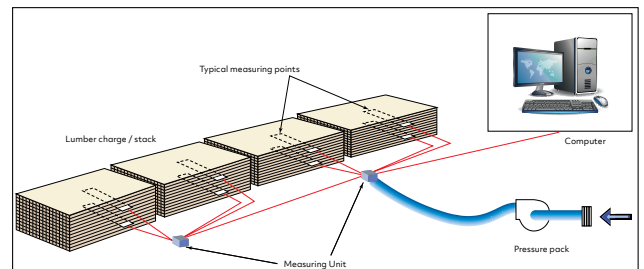 Typical measuring points
Lumber charge / stack
Computer
Pressure pack
Measuring Unit